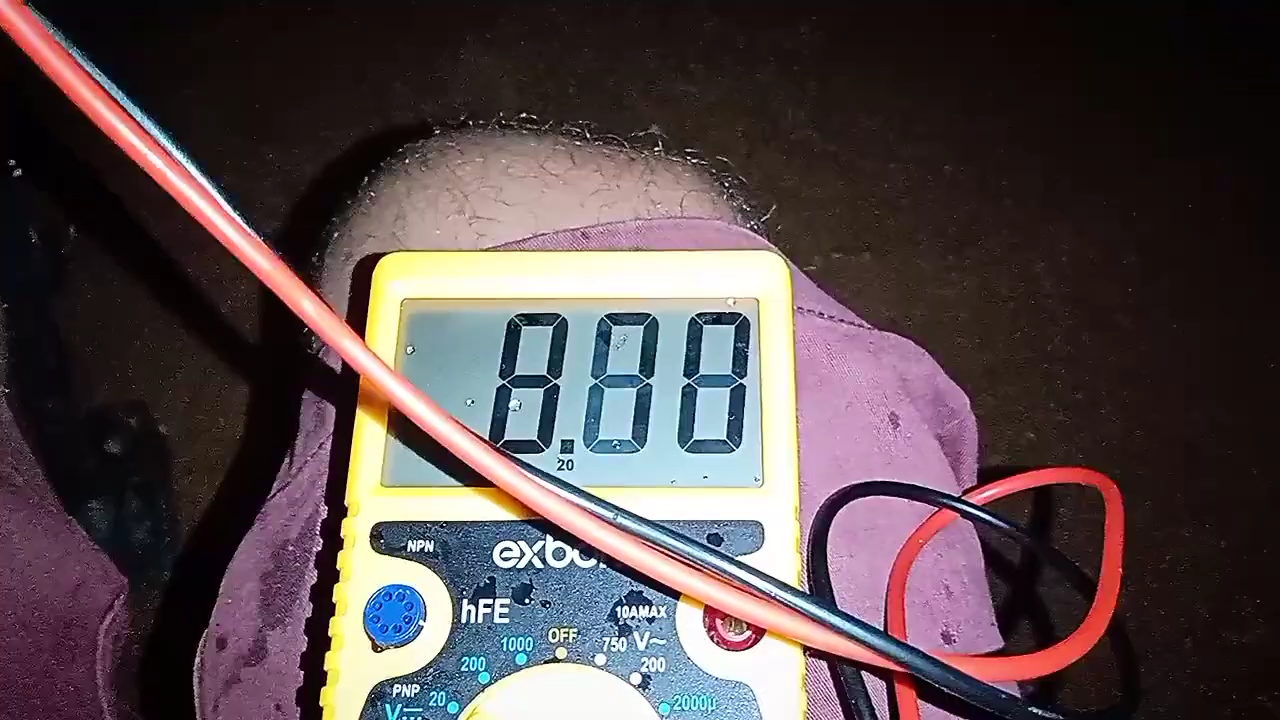 8.88
20
NPN
hFE
10AMAX
1000
OFF
750
V~
200
200
PNP
20
2000µ
V